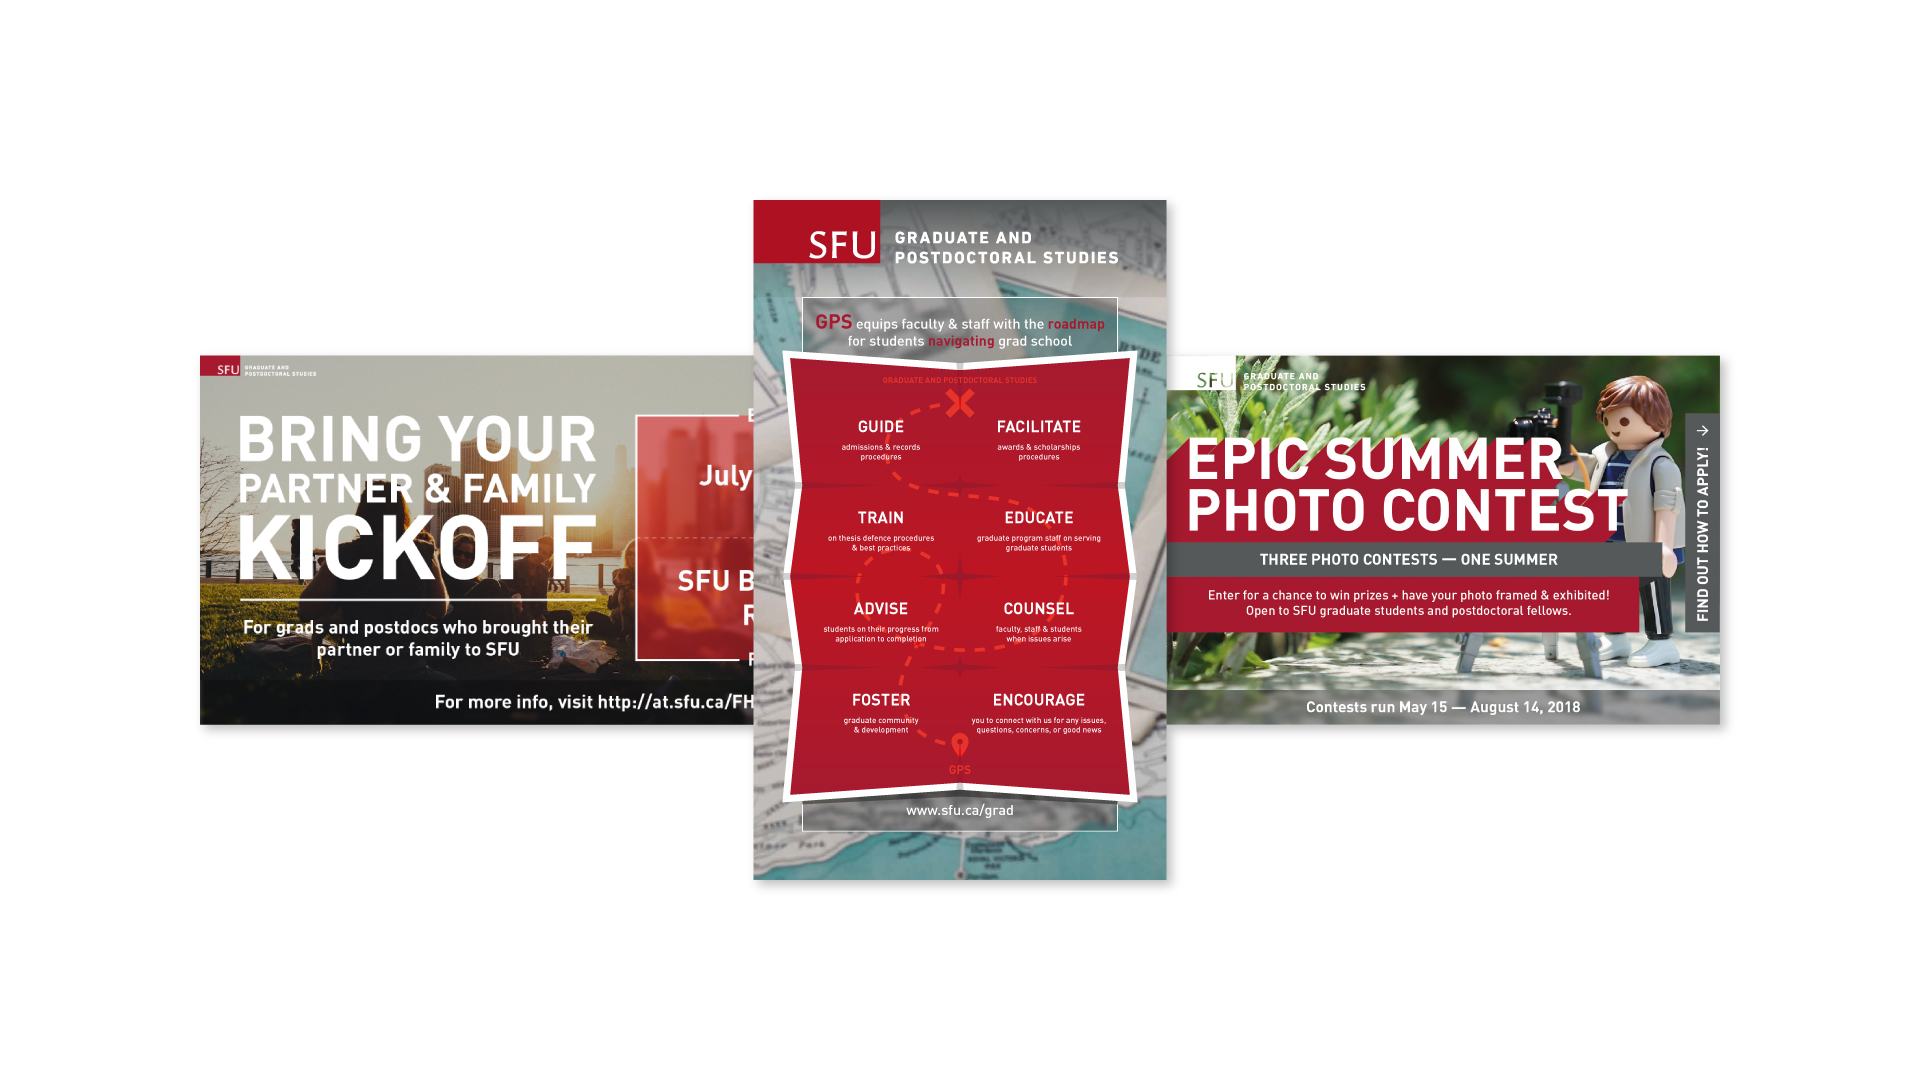 SFU GRADUATE AND
POSTDOCTORAL STUDIES
BRING YOUR
PARTNER & FAMILY
KICKOFF
For grads and postdocs who brought their
partner or family to SFU
July
SFU B
For more info, visit http://at.sfu.ca/FH
SFU GRADUATE AND
POSTDOCTORAL STUDIES
GPS equips faculty & staff with the roadmap
for students navigating grad school
GRADUATE AND POSTDOCTORAL STUDIES
GUIDE
admissions & records
procedures
FACILITATE
awards & scholarships
procedures
TRAIN
on thesis defence procedures
& best practices
EDUCATE
graduate program staff on serving
graduate students
ADVISE
students on their progress from
application to completion
COUNSEL
faculty, staff & students
when issues arise
FOSTER
graduate community
& development
ENCOURAGE
you to connect with us for any issues,
questions, concerns, or good news
GPS
www.sfu.ca/grad
SFU GRADUATE AND
POSTDOCTORAL STUDIES
EPIC SUMMER
PHOTO CONTEST
THREE PHOTO CONTESTS — ONE SUMMER
Enter for a chance to win prizes + have your photo framed & exhibited!
Open to SFU graduate students and postdoctoral fellows.
FIND OUT HOW TO APPLY! →
Contests run May 15 — August 14, 2018